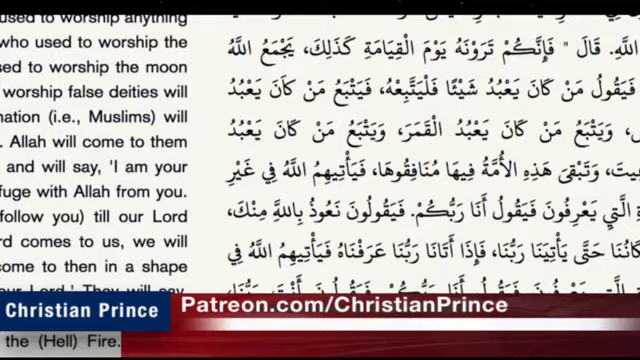 used to worship anything
who used to worship the
sed to worship the moon
worship false deities will
nation (i.e., Muslims) will
. Allah will come to them
and will say, 'I am your
fuge with Allah from you.
follow you) till our Lord
rd comes to us, we will
come to then in a shape
the (Hell) Fire.
اللَّهِ. قَالَ " فَإِنَّكُمْ تَرَوْنَهُ يَوْمَ الْقِيَامَةِ كَذَلِكَ، يَجْمَعُ اللَّهُ
فَيَقُولُ مَنْ كَانَ يَعْبُدُ شَيْئًا فَلْيَتَّبِعْهُ، فَيَتْبَعُ مَنْ كَانَ يَعْبُدُ
وَيَتْبَعُ مَنْ كَانَ يَعْبُدُ الْقَمَرَ، وَيَتْبَعُ مَنْ كَانَ يَعْبُدُ
وَتَبْقَى هَذِهِ الأُمَّةُ فِيهَا مُنَافِقُوهَا، فَيَأْتِيهِمُ اللَّهُ فِي غَيْرِ
الَّتِي يَعْرِفُونَ فَيَقُولُ أَنَا رَبُّكُمْ. فَيَقُولُونَ نَعُوذُ بِاللَّهِ مِنْكَ،
كَانُنَا حَتَّى يَأْتِيَنَا رَبُّنَا، فَإِذَا أَتَانَا رَبُّنَا عَرَفْنَاهُ فَيَأْتِيهِمُ اللَّهُ فِي
Christian Prince
Patreon.com/ChristianPrince